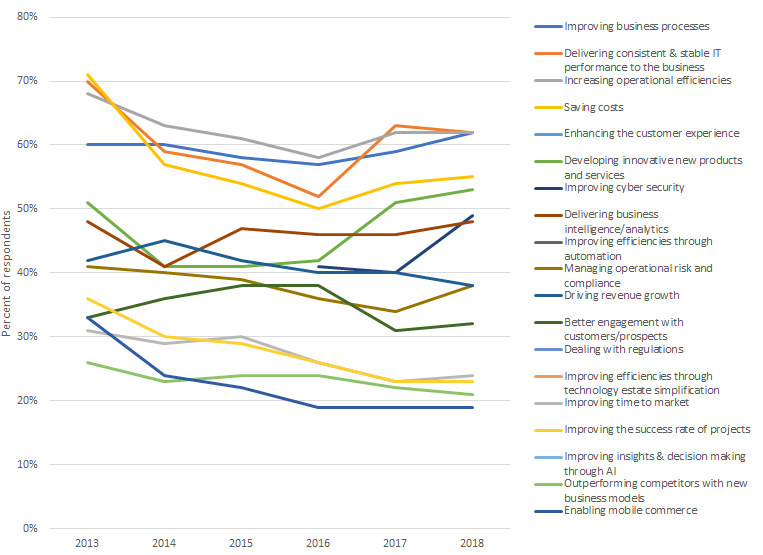 80%
70%
60%
50%
40%
30%
20%
10%
0%
Percent of respondents
2013 2014 2015 2016 2017 2018
Improving business processes
Delivering consistent & stable IT
performance to the business
Increasing operational efficiencies
Saving costs
Enhancing the customer experience
Developing innovative new products
and services
Improving cyber security
Delivering business
intelligence/analytics
Improving efficiencies through
automation
Managing operational risk and
compliance
Driving revenue growth
Better engagement with
customers/prospects
Dealing with regulations
Improving efficiencies through
technology estate simplification
Improving time to market
Improving the success rate of projects
Improving insights & decision making
through AI
Outperforming competitors with new
business models
Enabling mobile commerce